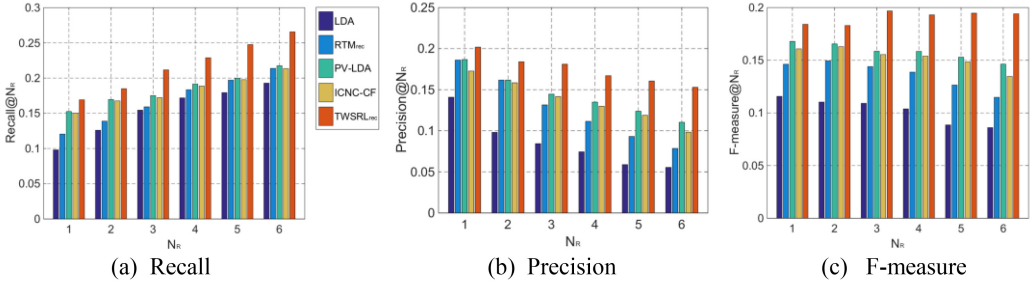 0.3
0.25
0.2
0.15
0.1
0.05
0
Recall@NR
1 2 3 4 5 6
NR
LDA
RTMrec
PV-LDA
ICNC-CF
TWSRLrec
0.25
0.2
0.15
0.1
0.05
0
Precision@NR
1 2 3 4 5 6
NR
0.2
0.15
0.1
0.05
0
F-measure@NR
1 2 3 4 5 6
NR
(a) Recall
(b) Precision
(c) F-measure